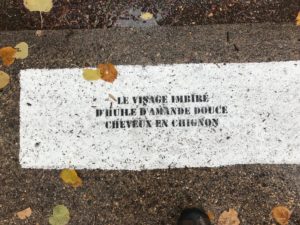 LE VISAGE IMBIBÉ
D'HUILE D'AMANDE DOUCE
CHEVEUX EN CHIGNON